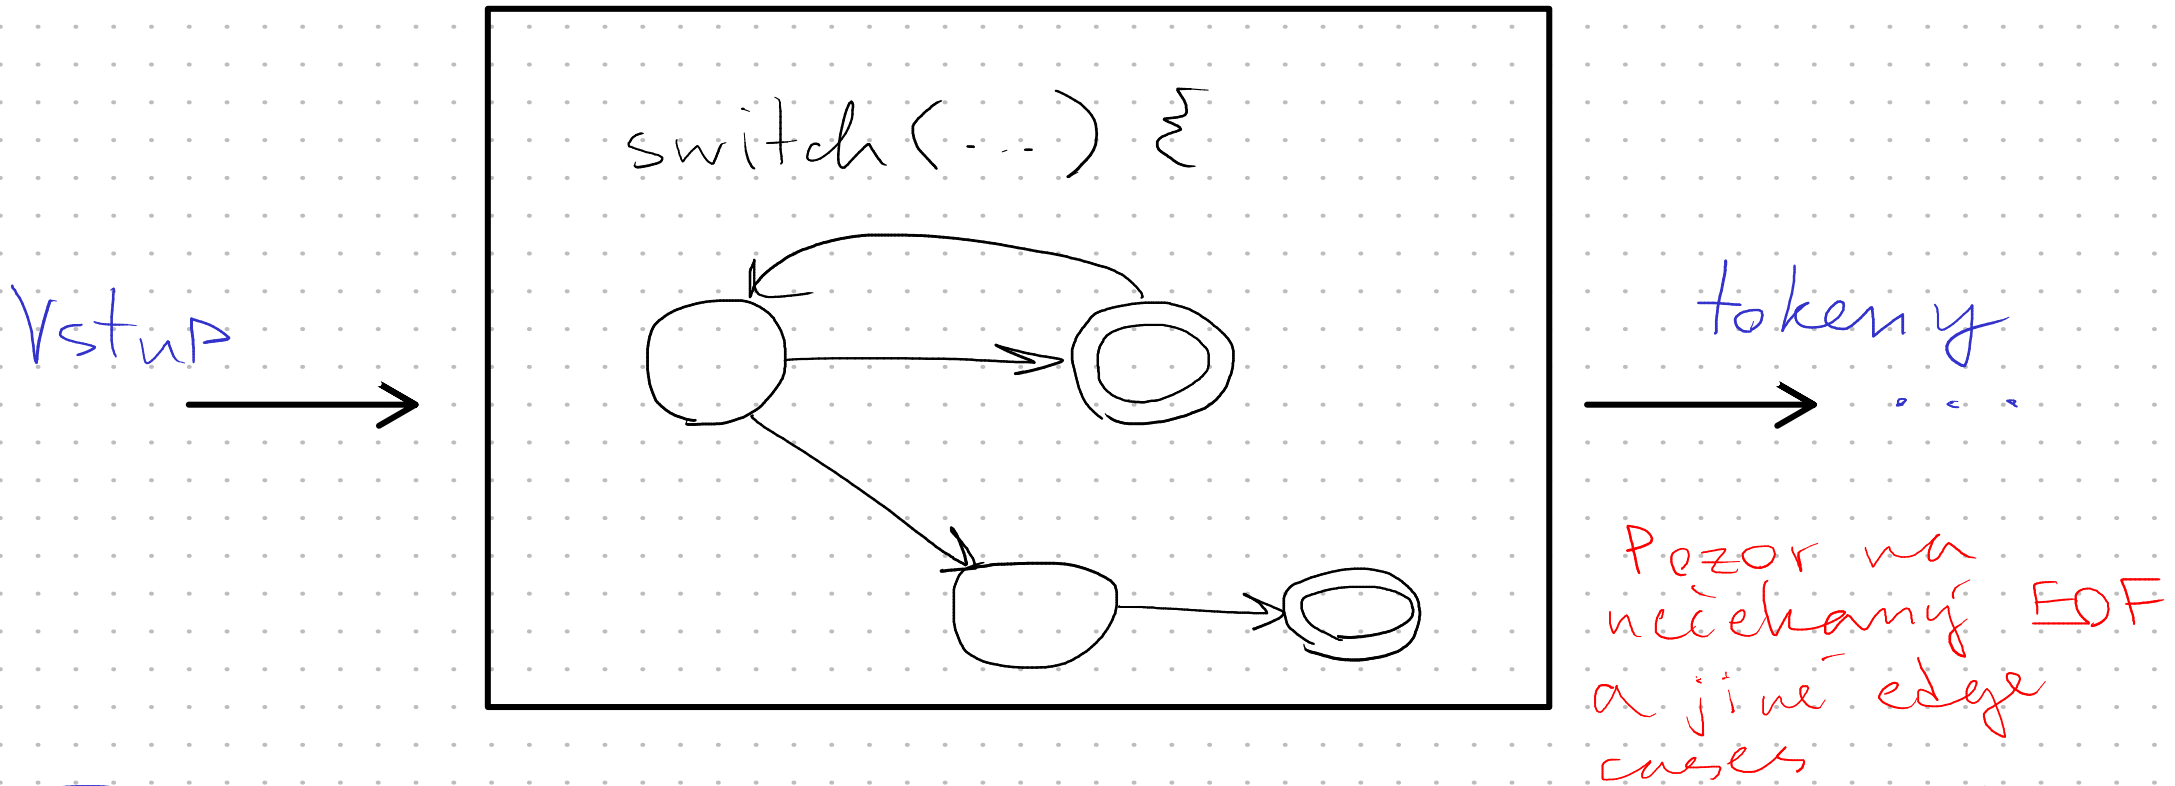 switch(...) {
Vstup
tokeny
...
Pozor na
nečekaný EOF
a jiné edge
cases